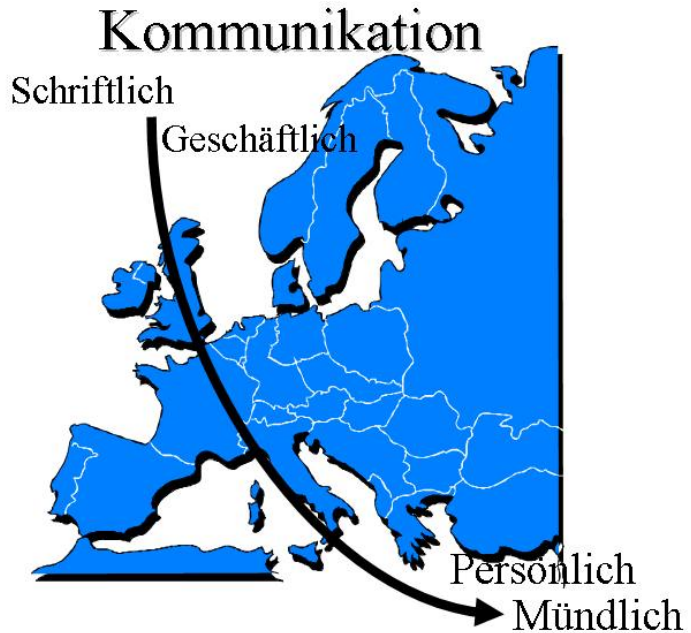 Kommunikation
Schriftlich
Geschäftlich
Persönlich
Mündlich